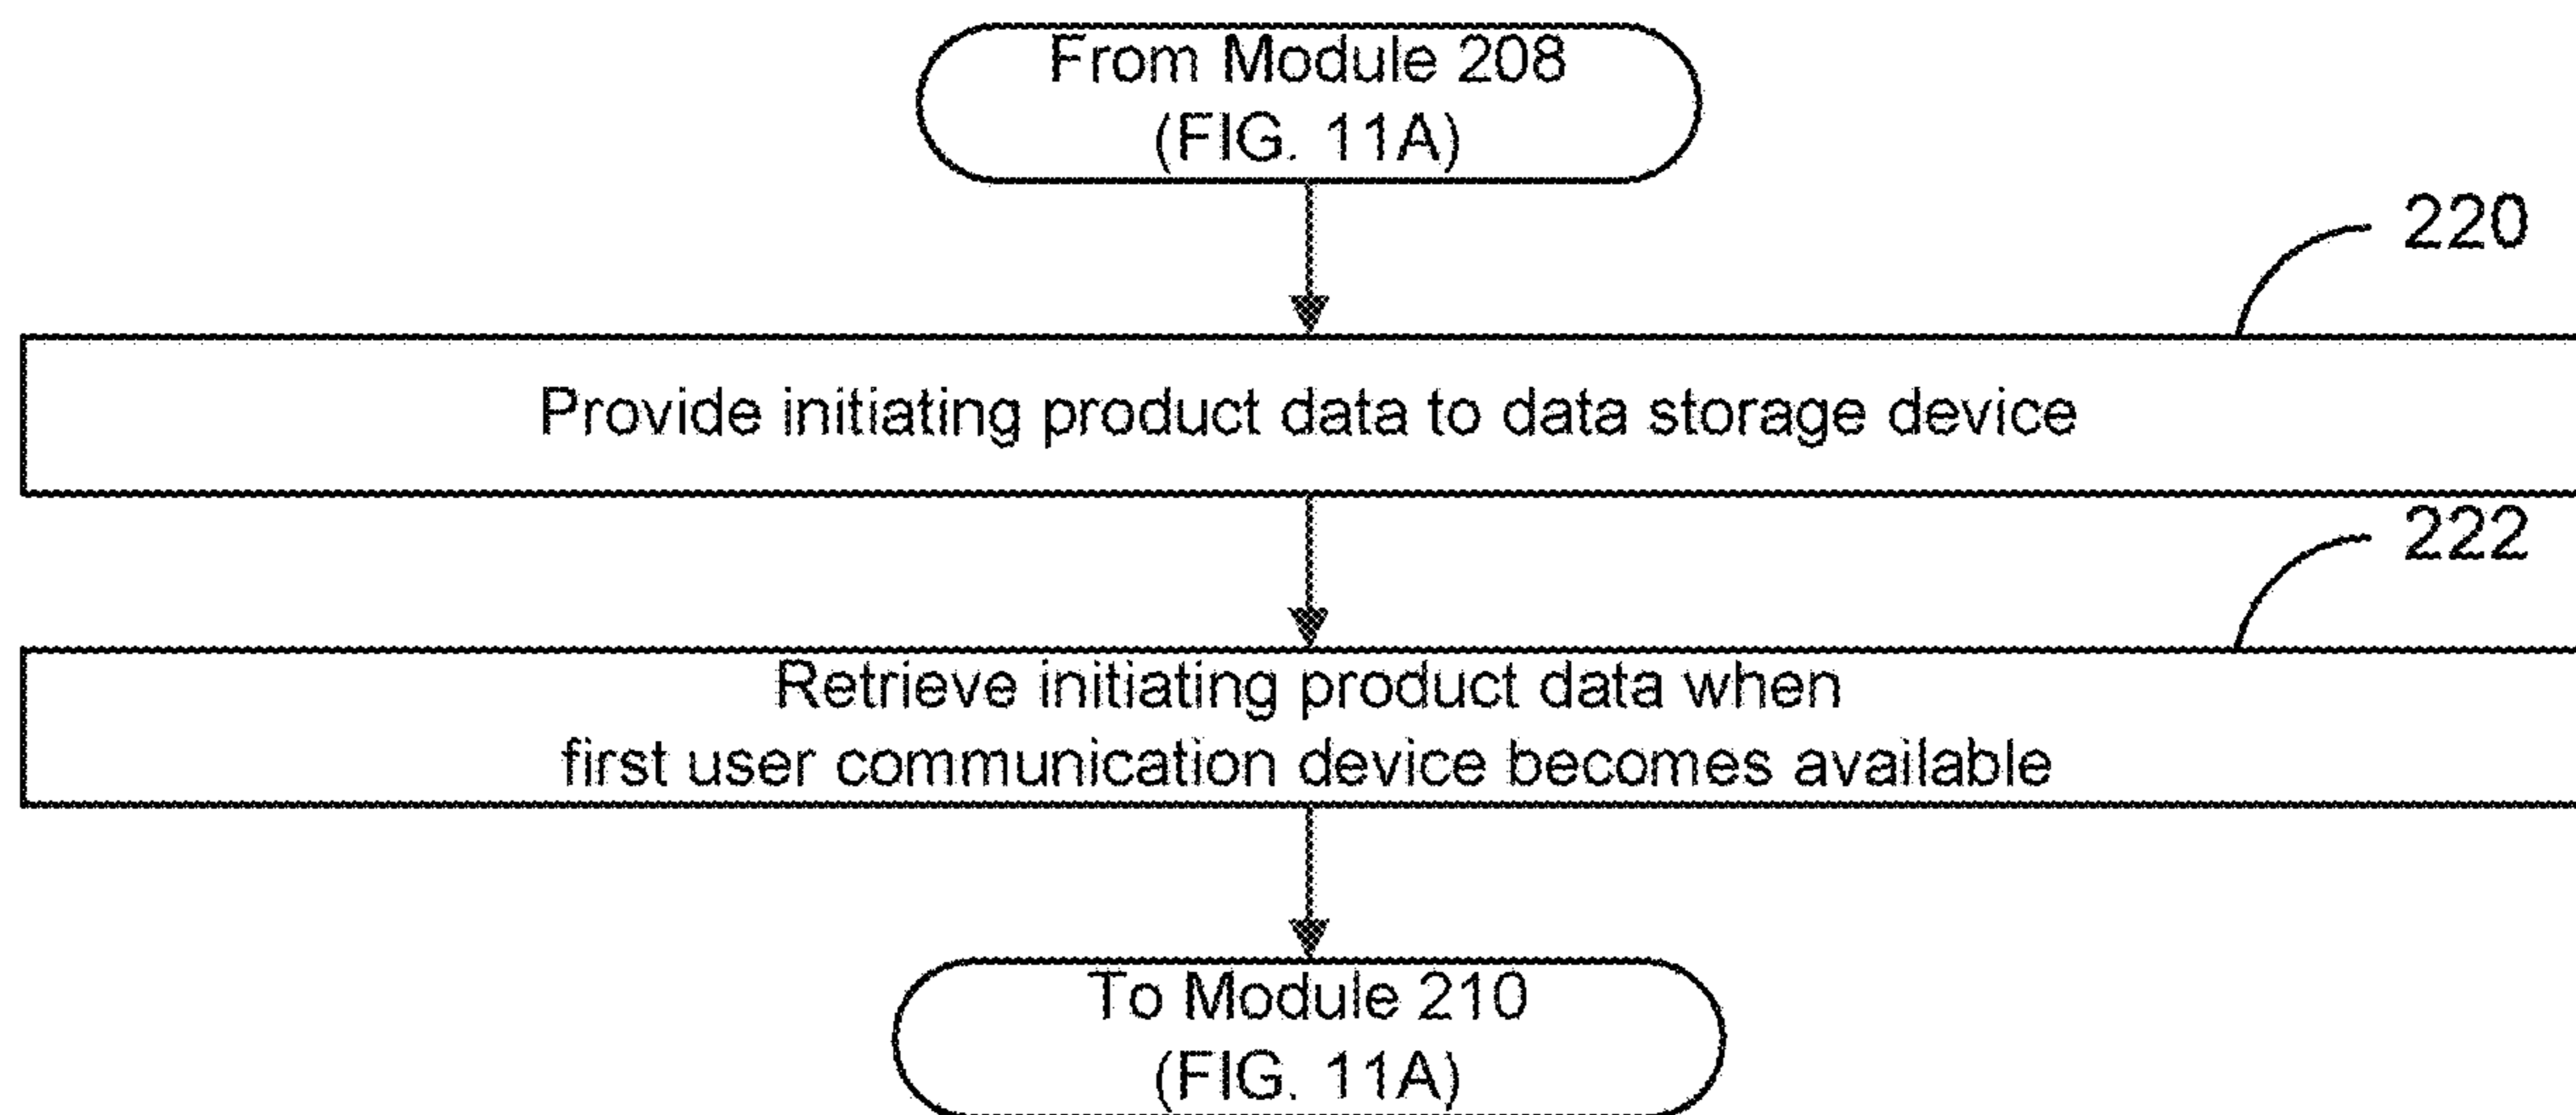 From Module 208
(FIG. 11A)
220
Provide initiating product data to data storage device
222
Retrieve initiating product data when
first user communication device becomes available
To Module 210
(FIG. 11A)